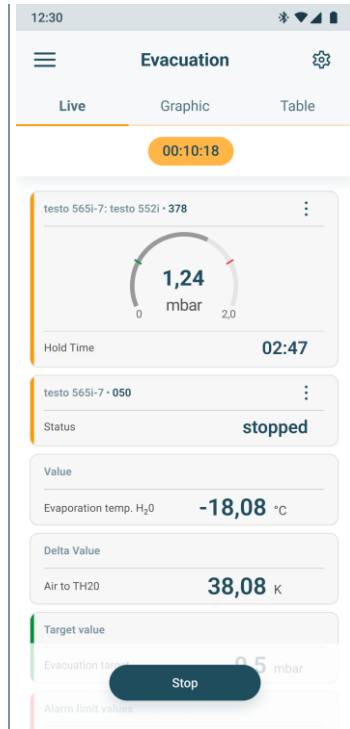 12:30
Evacuation
Live Graphic Table
00:10:18
testo 565i-7: testo 552i • 378
1,24
mbar
0 2,0
Hold Time 02:47
testo 565i-7 • 050
Status stopped
Value
Evaporation temp. H₂0 -18,08 °C
Delta Value
Air to TH20 38,08 K
Target value
Evacuation target 0,5 mbar
Stop
Alarm limit values